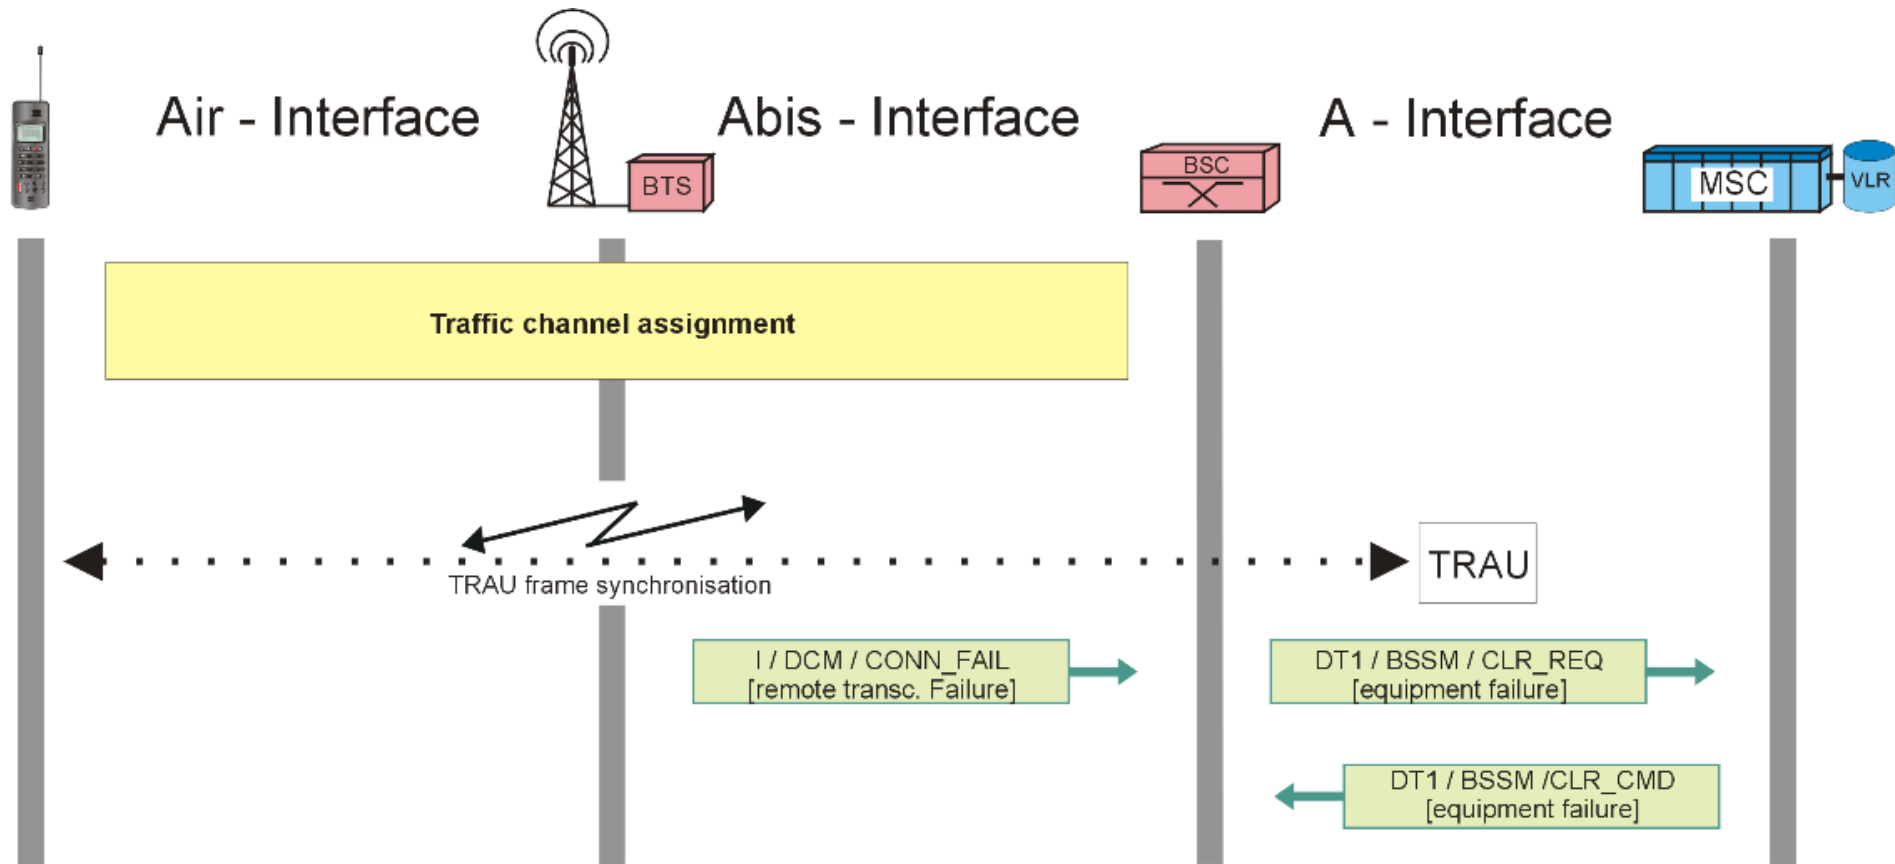 Air - Interface
Abis - Interface
A - Interface
BTS
BSC
MSC
VLR
Traffic channel assignment
TRAU frame synchronisation
TRAU
I / DCM / CONN_FAIL
[remote transc. Failure]
DT1 / BSSM / CLR_REQ
[equipment failure]
DT1 / BSSM /CLR_CMD
[equipment failure]